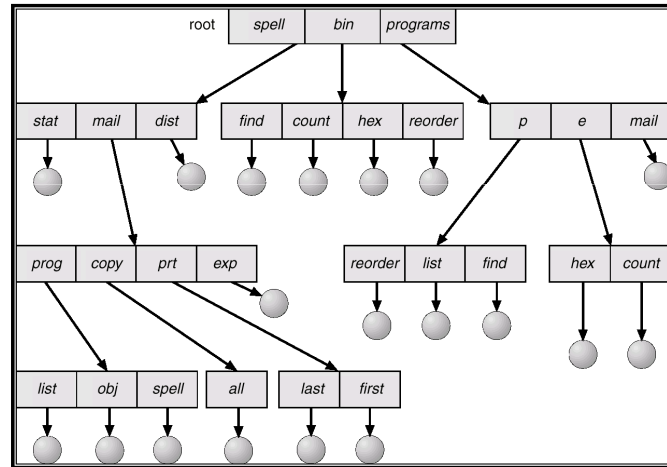 root spell bin programs
stat mail dist find count hex reorder p e mail
prog copy prt exp reorder list find hex count
list obj spell all last first